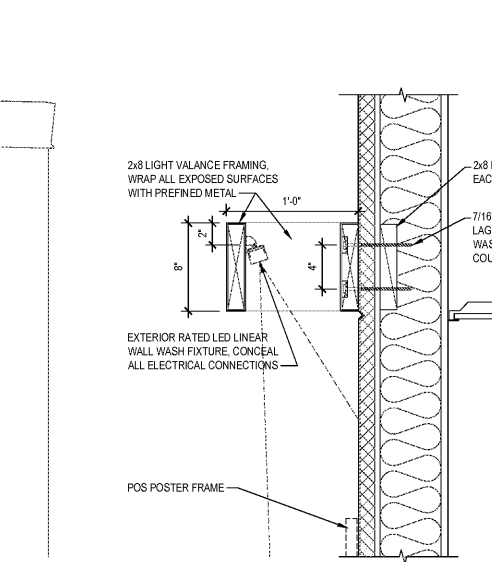 2x8 LIGHT VALANCE FRAMING,
WRAP ALL EXPOSED SURFACES
WITH PREFINED METAL
1'-0"
2"
8"
4"
2x8
EAC
7/16
LAG
WAS
COU
EXTERIOR RATED LED LINEAR
WALL WASH FIXTURE, CONCEAL
ALL ELECTRICAL CONNECTIONS
POS POSTER FRAME